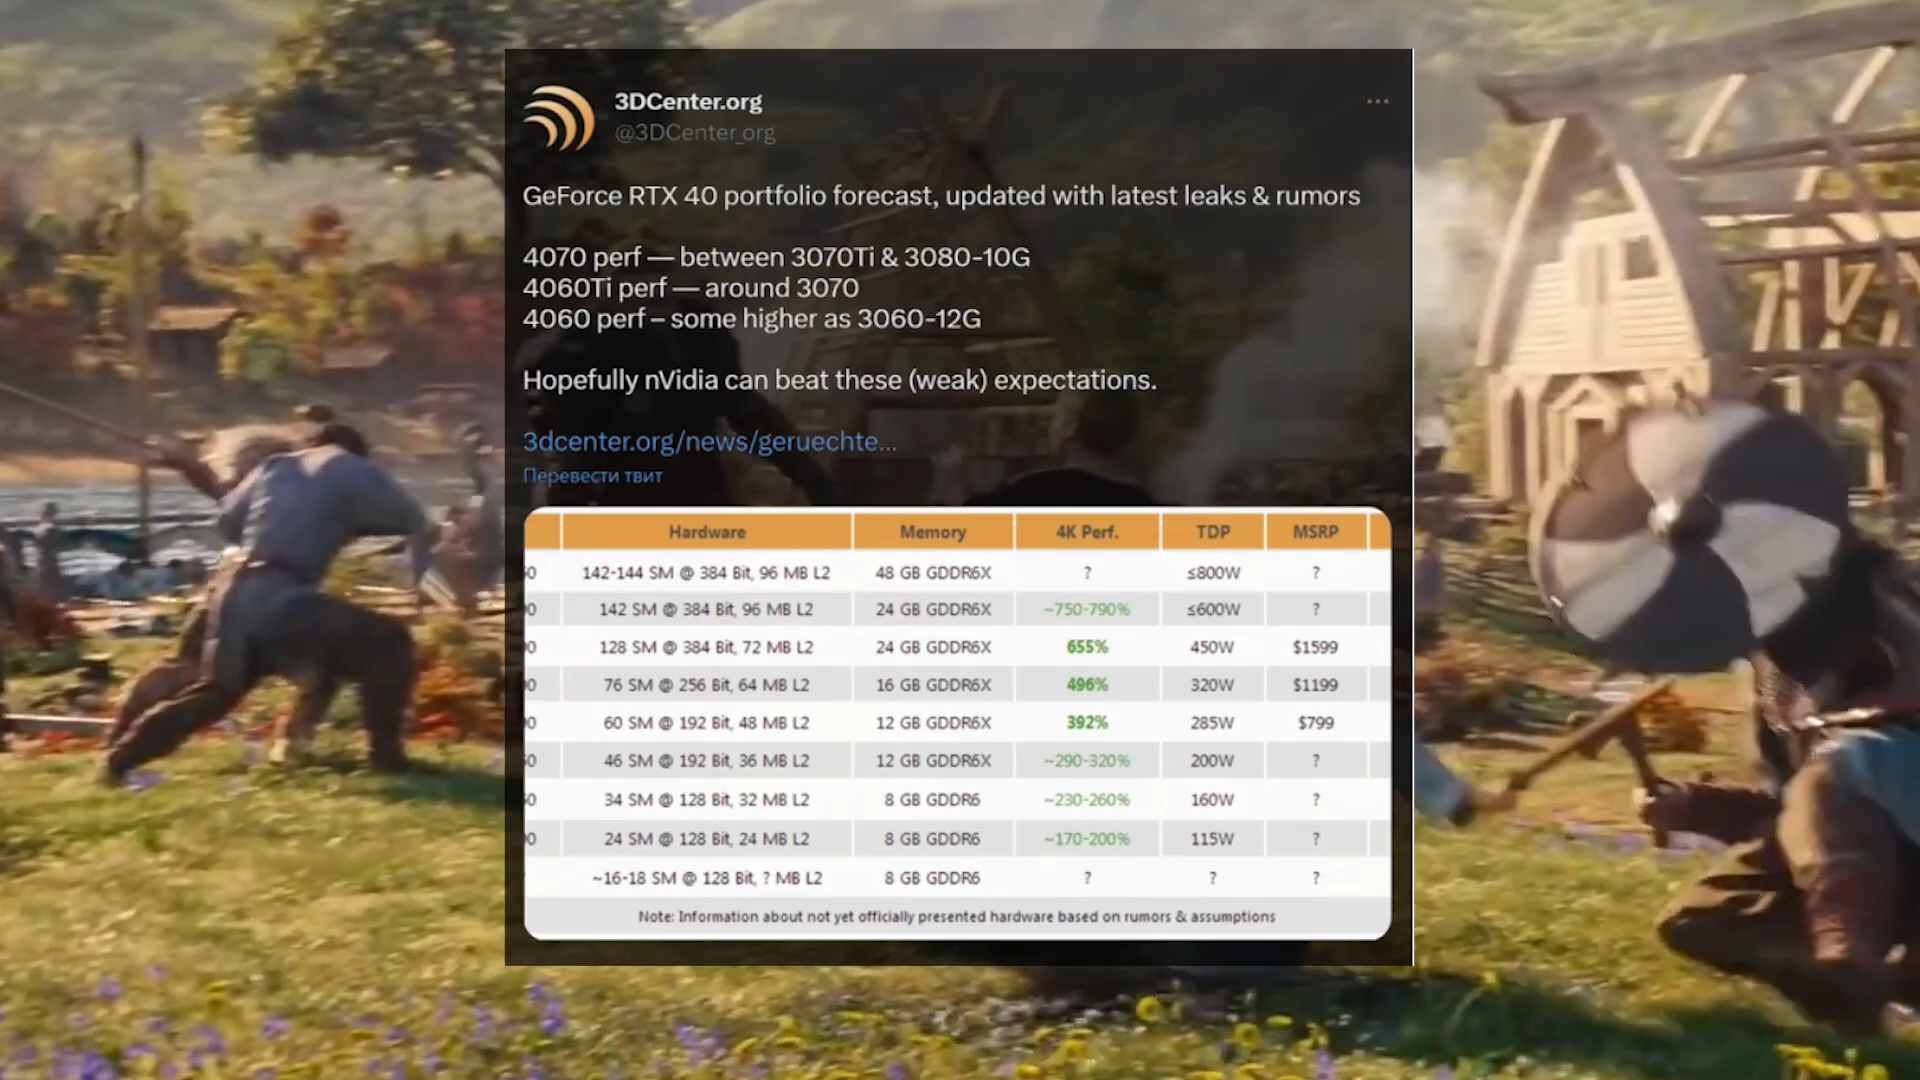 3DCenter.org
@3DCenter_org
GeForce RTX 40 portfolio forecast, updated with latest leaks & rumors
4070 perf — between 3070Ti & 3080-10G
4060Ti perf — around 3070
4060 perf – some higher as 3060-12G
Hopefully nVidia can beat these (weak) expectations.
3dcenter.org/news/geruechte...
Перевести твит
Hardware Memory 4K Perf. TDP MSRP
0 142-144 SM @ 384 Bit, 96 MB L2 48 GB GDDR6X ? ≤800W ?
0 142 SM @ 384 Bit, 96 MB L2 24 GB GDDR6X ~750-790% ≤600W ?
0 128 SM @ 384 Bit, 72 MB L2 24 GB GDDR6X 655% 450W $1599
0 76 SM @ 256 Bit, 64 MB L2 16 GB GDDR6X 496% 320W $1199
0 60 SM @ 192 Bit, 48 MB L2 12 GB GDDR6X 392% 285W $799
0 46 SM @ 192 Bit, 36 MB L2 12 GB GDDR6X ~290-320% 200W ?
0 34 SM @ 128 Bit, 32 MB L2 8 GB GDDR6 ~230-260% 160W ?
0 24 SM @ 128 Bit, 24 MB L2 8 GB GDDR6 ~170-200% 115W ?
~16-18 SM @ 128 Bit, ? MB L2 8 GB GDDR6 ? ? ?
Note: Information about not yet officially presented hardware based on rumors & assumptions